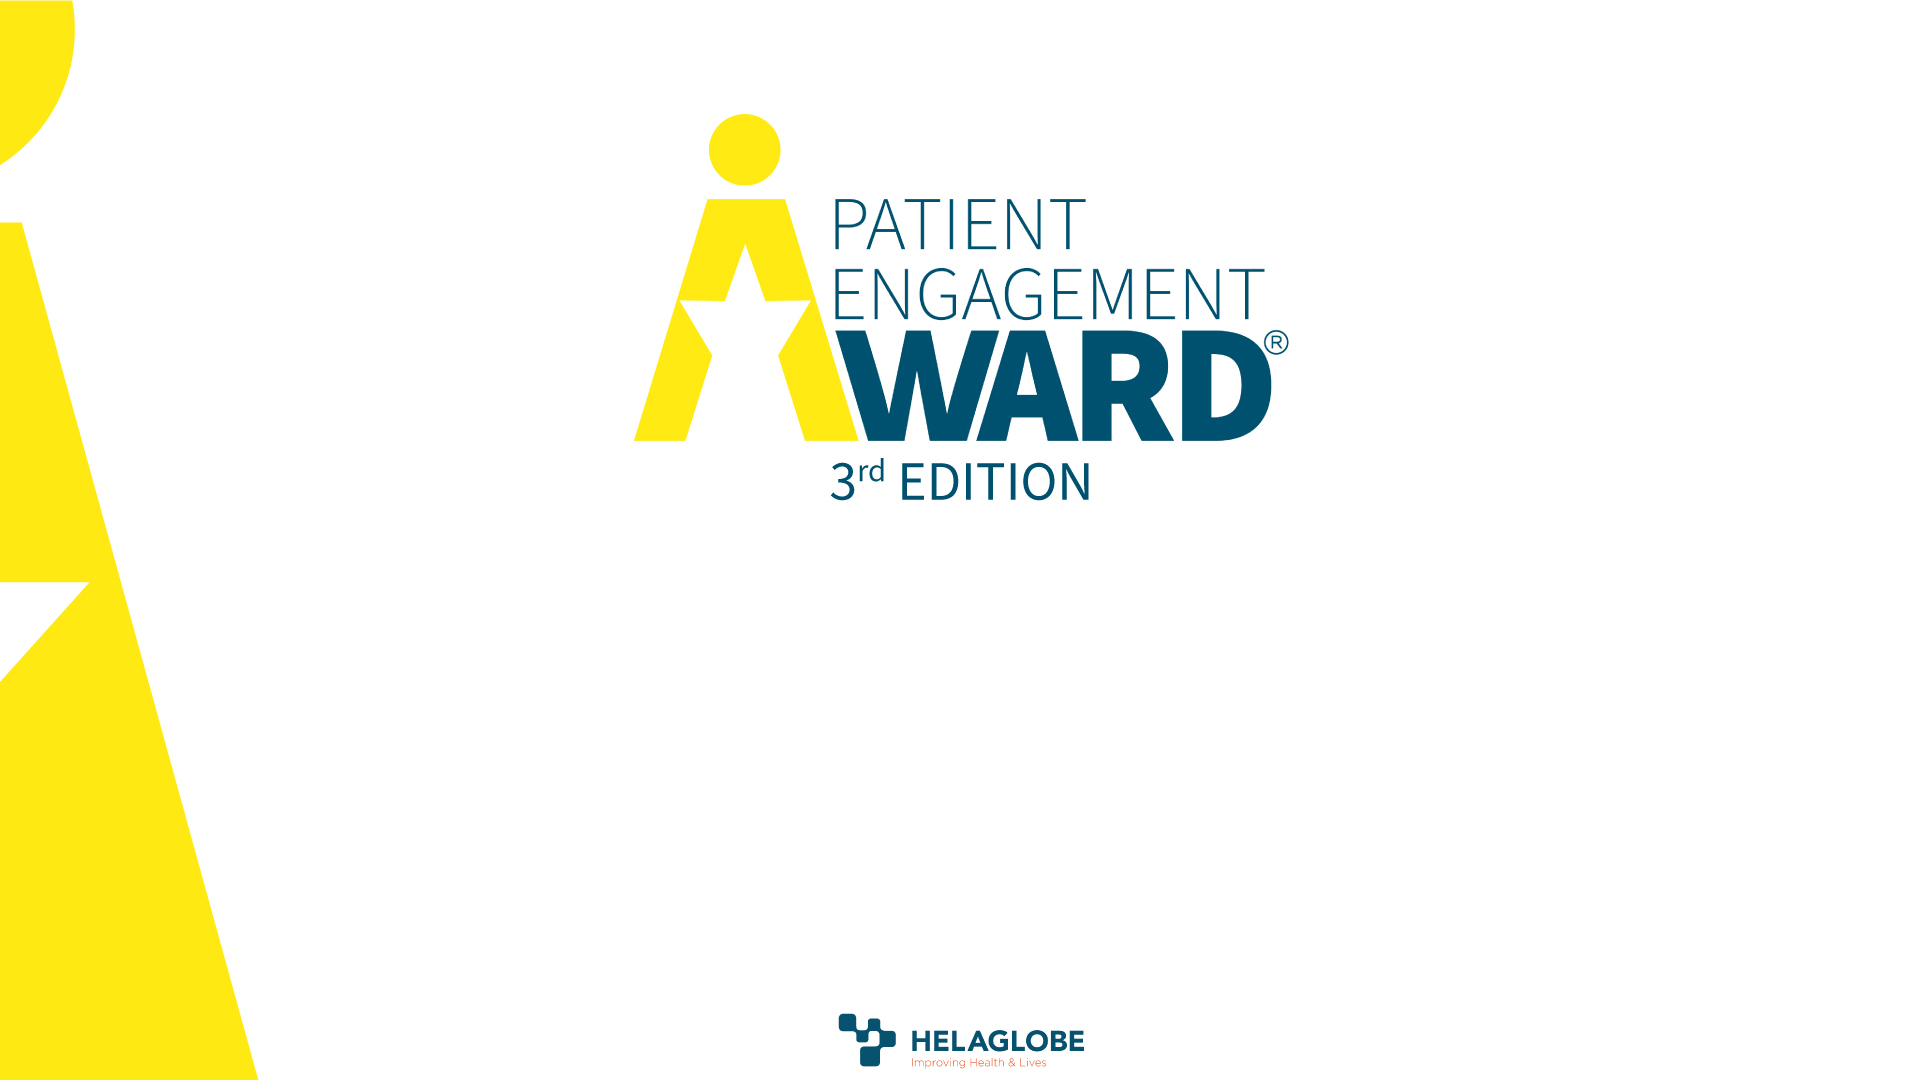 PATIENT
ENGAGEMENT
AWARD®
3rd EDITION
HELAGLOBE
Improving Health & Lives